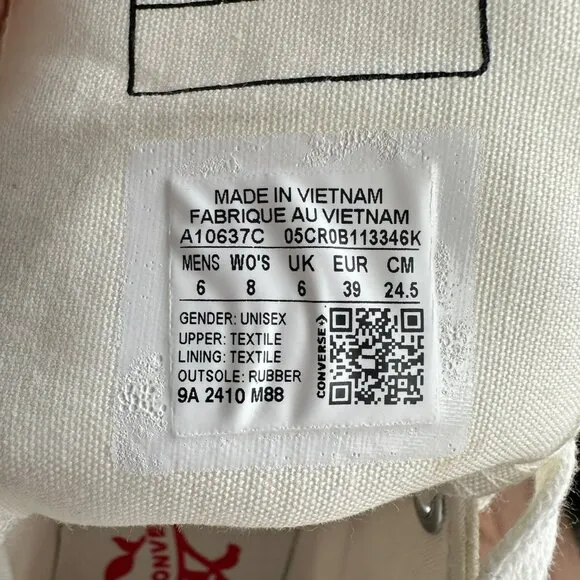 MADE IN VIETNAM
FABRIQUE AU VIETNAM
A10637C 05CR0B113346K
MENS WO'S UK EUR CM
6 8 6 39 24.5
GENDER: UNISEX
UPPER: TEXTILE
LINING: TEXTILE
OUTSOLE: RUBBER
9A 2410 M88
CONVERSE
CONVERSE